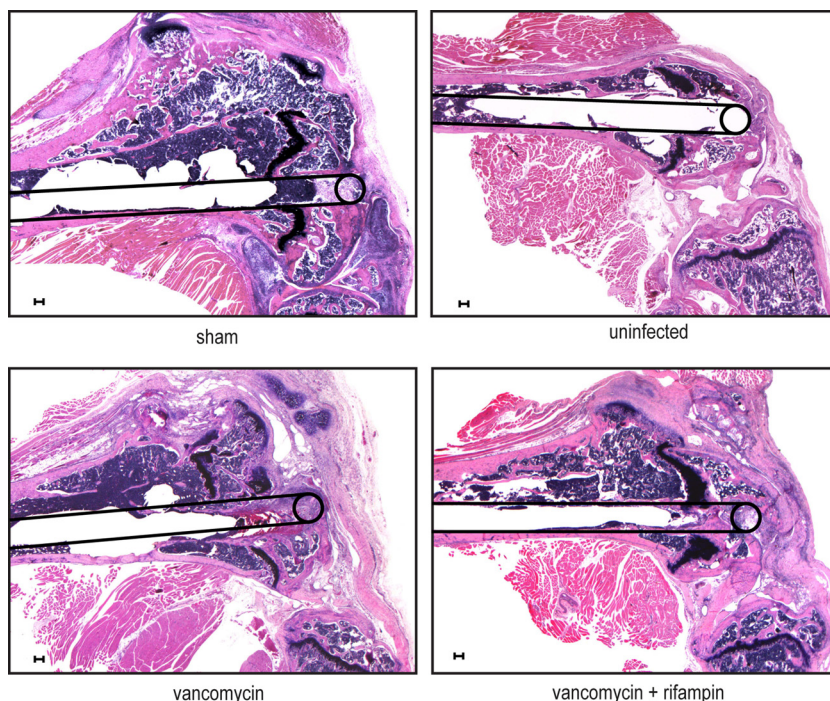 sham
uninfected
vancomycin
vancomycin + rifampin